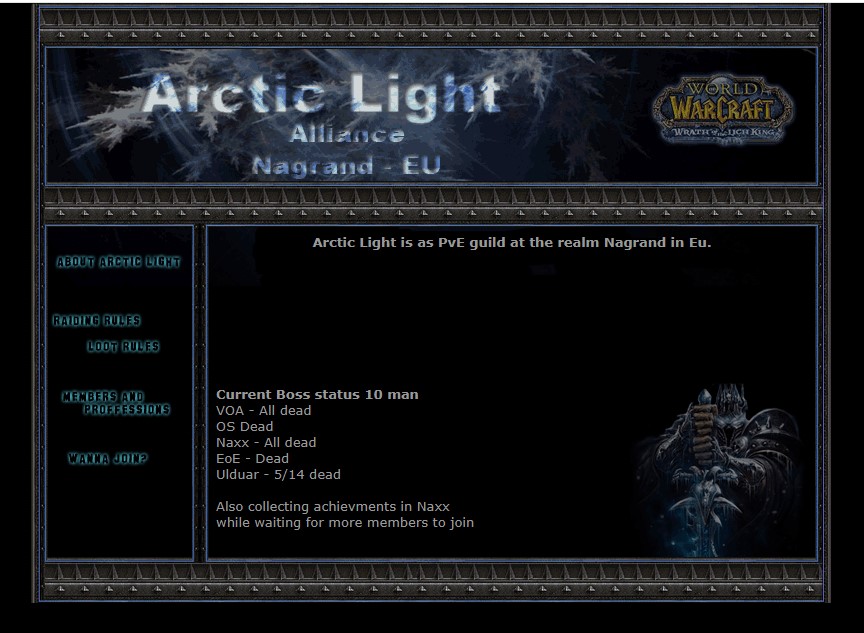 Arctic Light
Alliance
Nagrand - EU
WORLD
WARCRAFT
WRATH of the LICH KING
ABOUT ARCTIC LIGHT
RAIDING RULES
LOOT RULES
MEMBERS AND
PROFFESSIONS
WANNA JOIN?
Arctic Light is as PvE guild at the realm Nagrand in Eu.
Current Boss status 10 man
VOA - All dead
OS Dead
Naxx - All dead
EoE - Dead
Ulduar - 5/14 dead
Also collecting achievments in Naxx
while waiting for more members to join